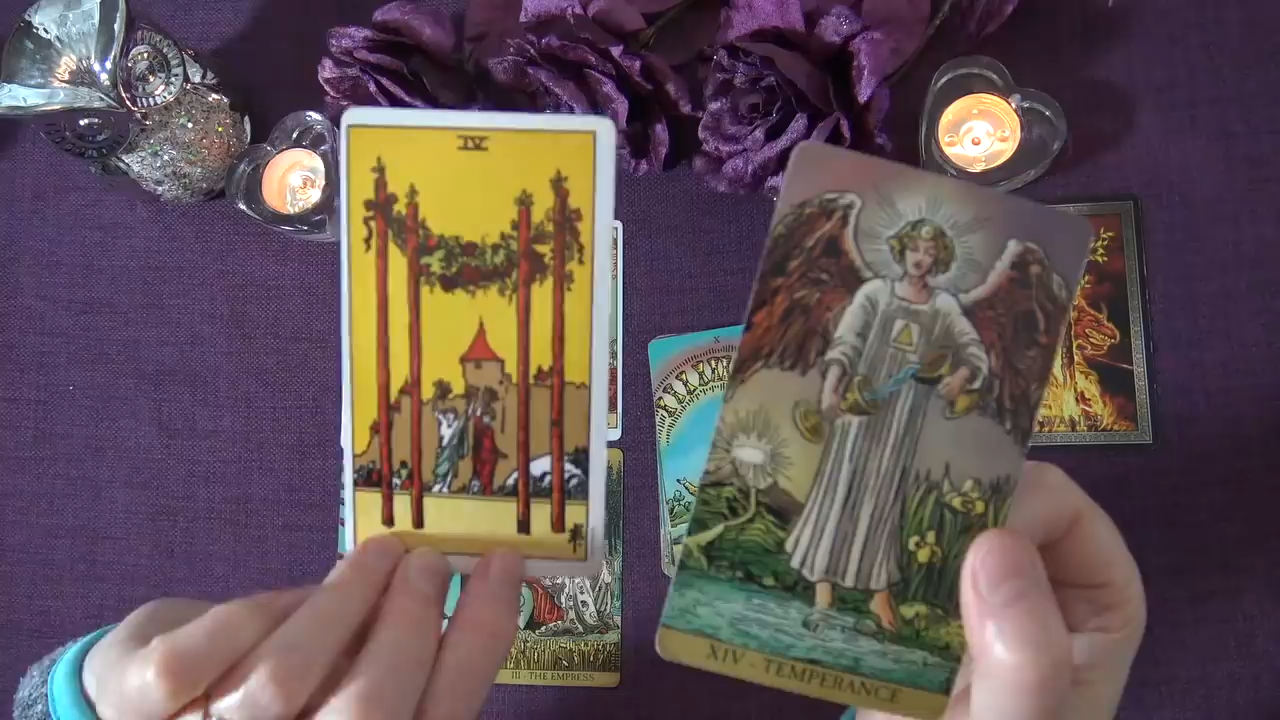 IV
X
XIV - TEMPERANCE
III - THE EMPRESS